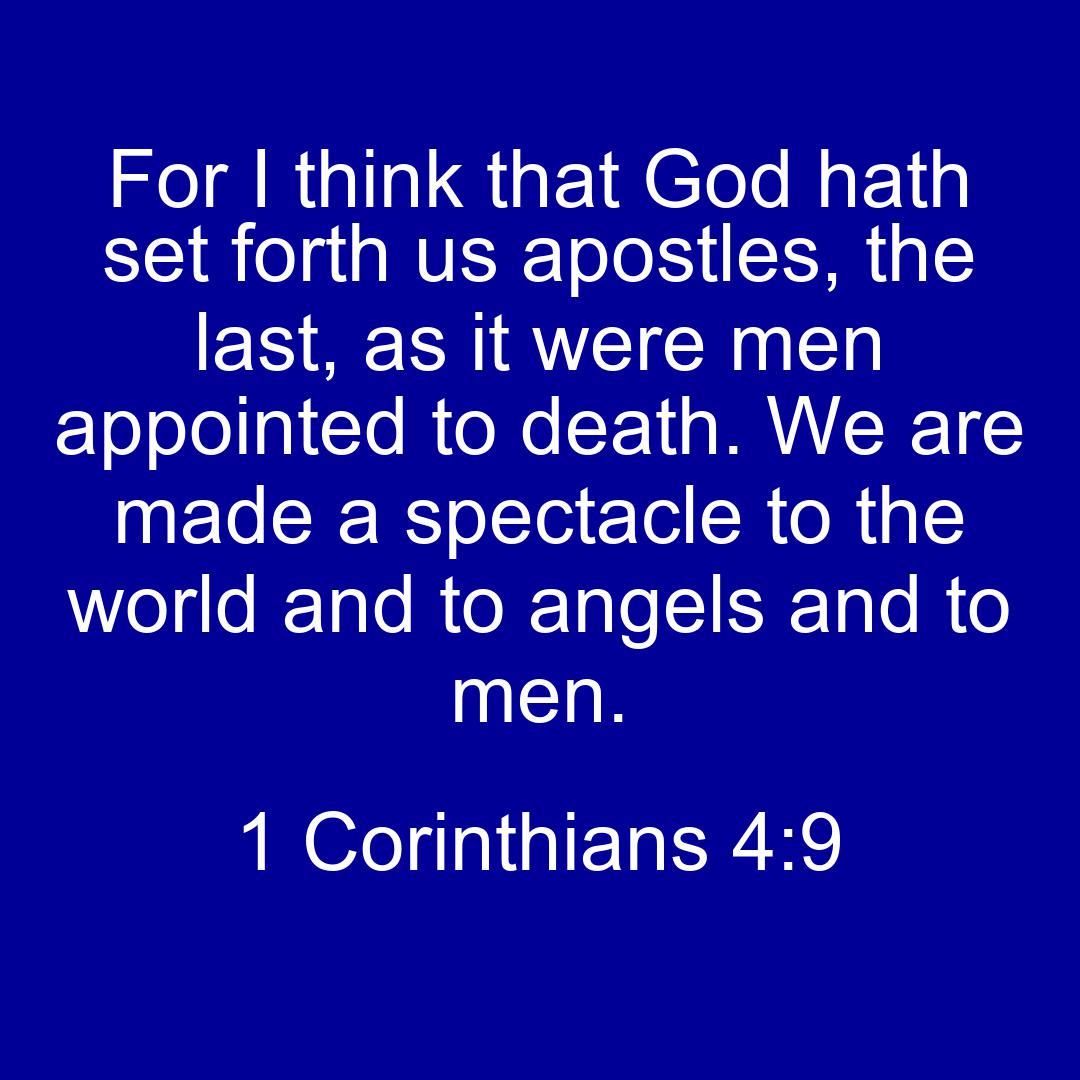 For I think that God hath
set forth us apostles, the
last, as it were men
appointed to death. We are
made a spectacle to the
world and to angels and to
men.
1 Corinthians 4:9